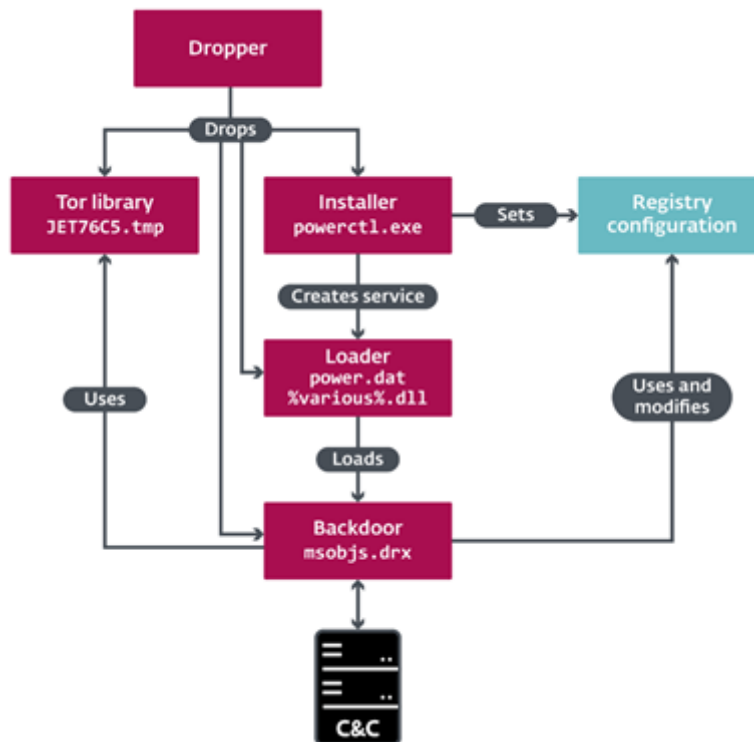 Dropper
Drops
Tor library
JET76C5.tmp
Installer
powerctl.exe
Sets
Registry
configuration
Creates service
Loader
power.dat
%various%.dll
Uses
Uses and
modifies
Loads
Backdoor
msobjs.drx
C&C